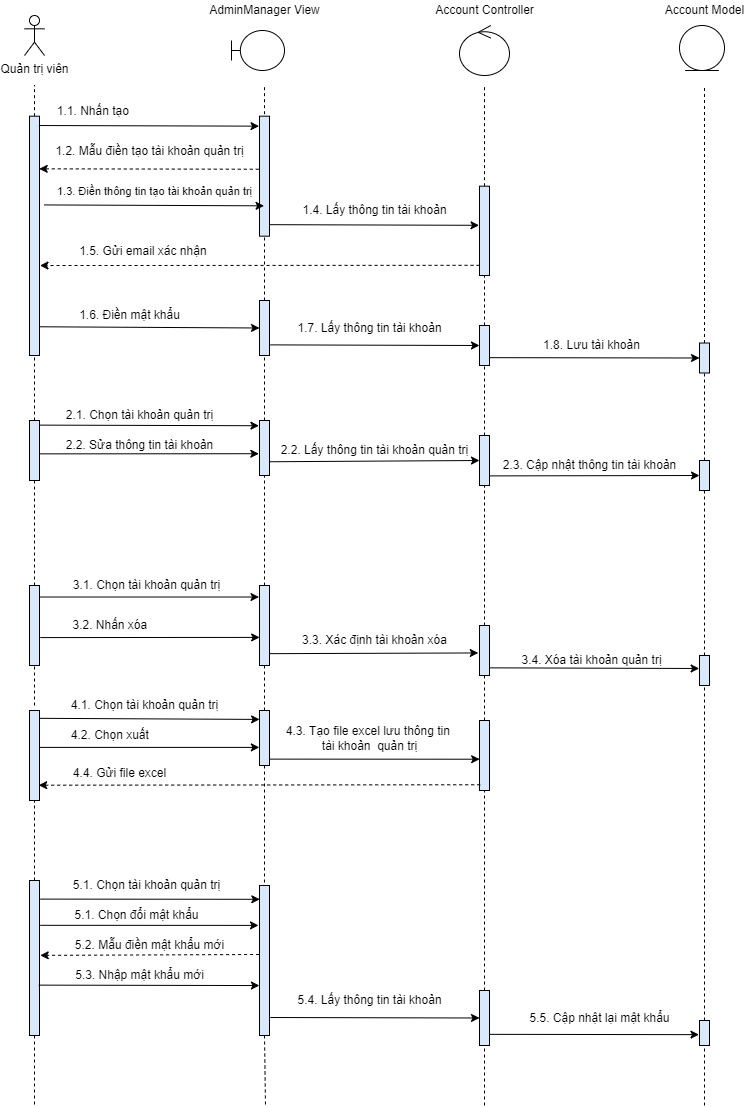 AdminManager View
Account Controller
Account Model
Quản trị viên
1.1. Nhấn tạo
1.2. Mẫu điền tạo tài khoản quản trị
1.3. Điền thông tin tạo tài khoản quản trị
1.4. Lấy thông tin tài khoản
1.5. Gửi email xác nhận
1.6. Điền mật khẩu
1.7. Lấy thông tin tài khoản
1.8. Lưu tài khoản
2.1. Chọn tài khoản quản trị
2.2. Sửa thông tin tài khoản
2.2. Lấy thông tin tài khoản quản trị
2.3. Cập nhật thông tin tài khoản
3.1. Chọn tài khoản quản trị
3.2. Nhấn xóa
3.3. Xác định tài khoản xóa
3.4. Xóa tài khoản quản trị
4.1. Chọn tài khoản quản trị
4.2. Chọn xuất
4.3. Tạo file excel lưu thông tin
tài khoản quản trị
4.4. Gửi file excel
5.1. Chọn tài khoản quản trị
5.1. Chọn đổi mật khẩu
5.2. Mẫu điền mật khẩu mới
5.3. Nhập mật khẩu mới
5.4. Lấy thông tin tài khoản
5.5. Cập nhật lại mật khẩu